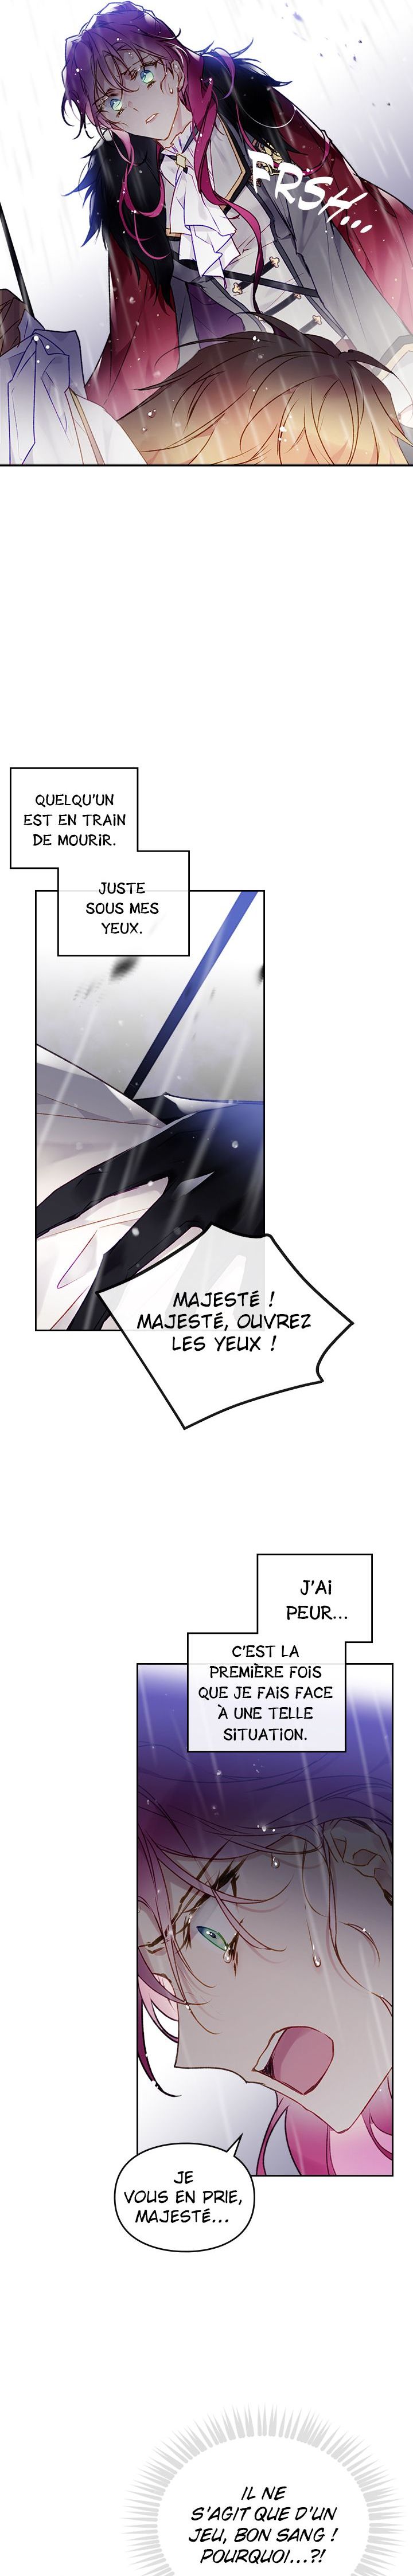 FRSH...
QUELQU'UN
EST EN TRAIN
DE MOURIR.
JUSTE
SOUS MES
YEUX.
MAJESTÉ !
MAJESTÉ, OUVREZ
LES YEUX !
J'AI
PEUR...
C'EST LA
PREMIÈRE FOIS
QUE JE FAIS FACE
À UNE TELLE
SITUATION.
JE
VOUS EN PRIE,
MAJESTÉ...
IL NE
S'AGIT QUE D'UN
JEU, BON SANG !
POURQUOI...?!